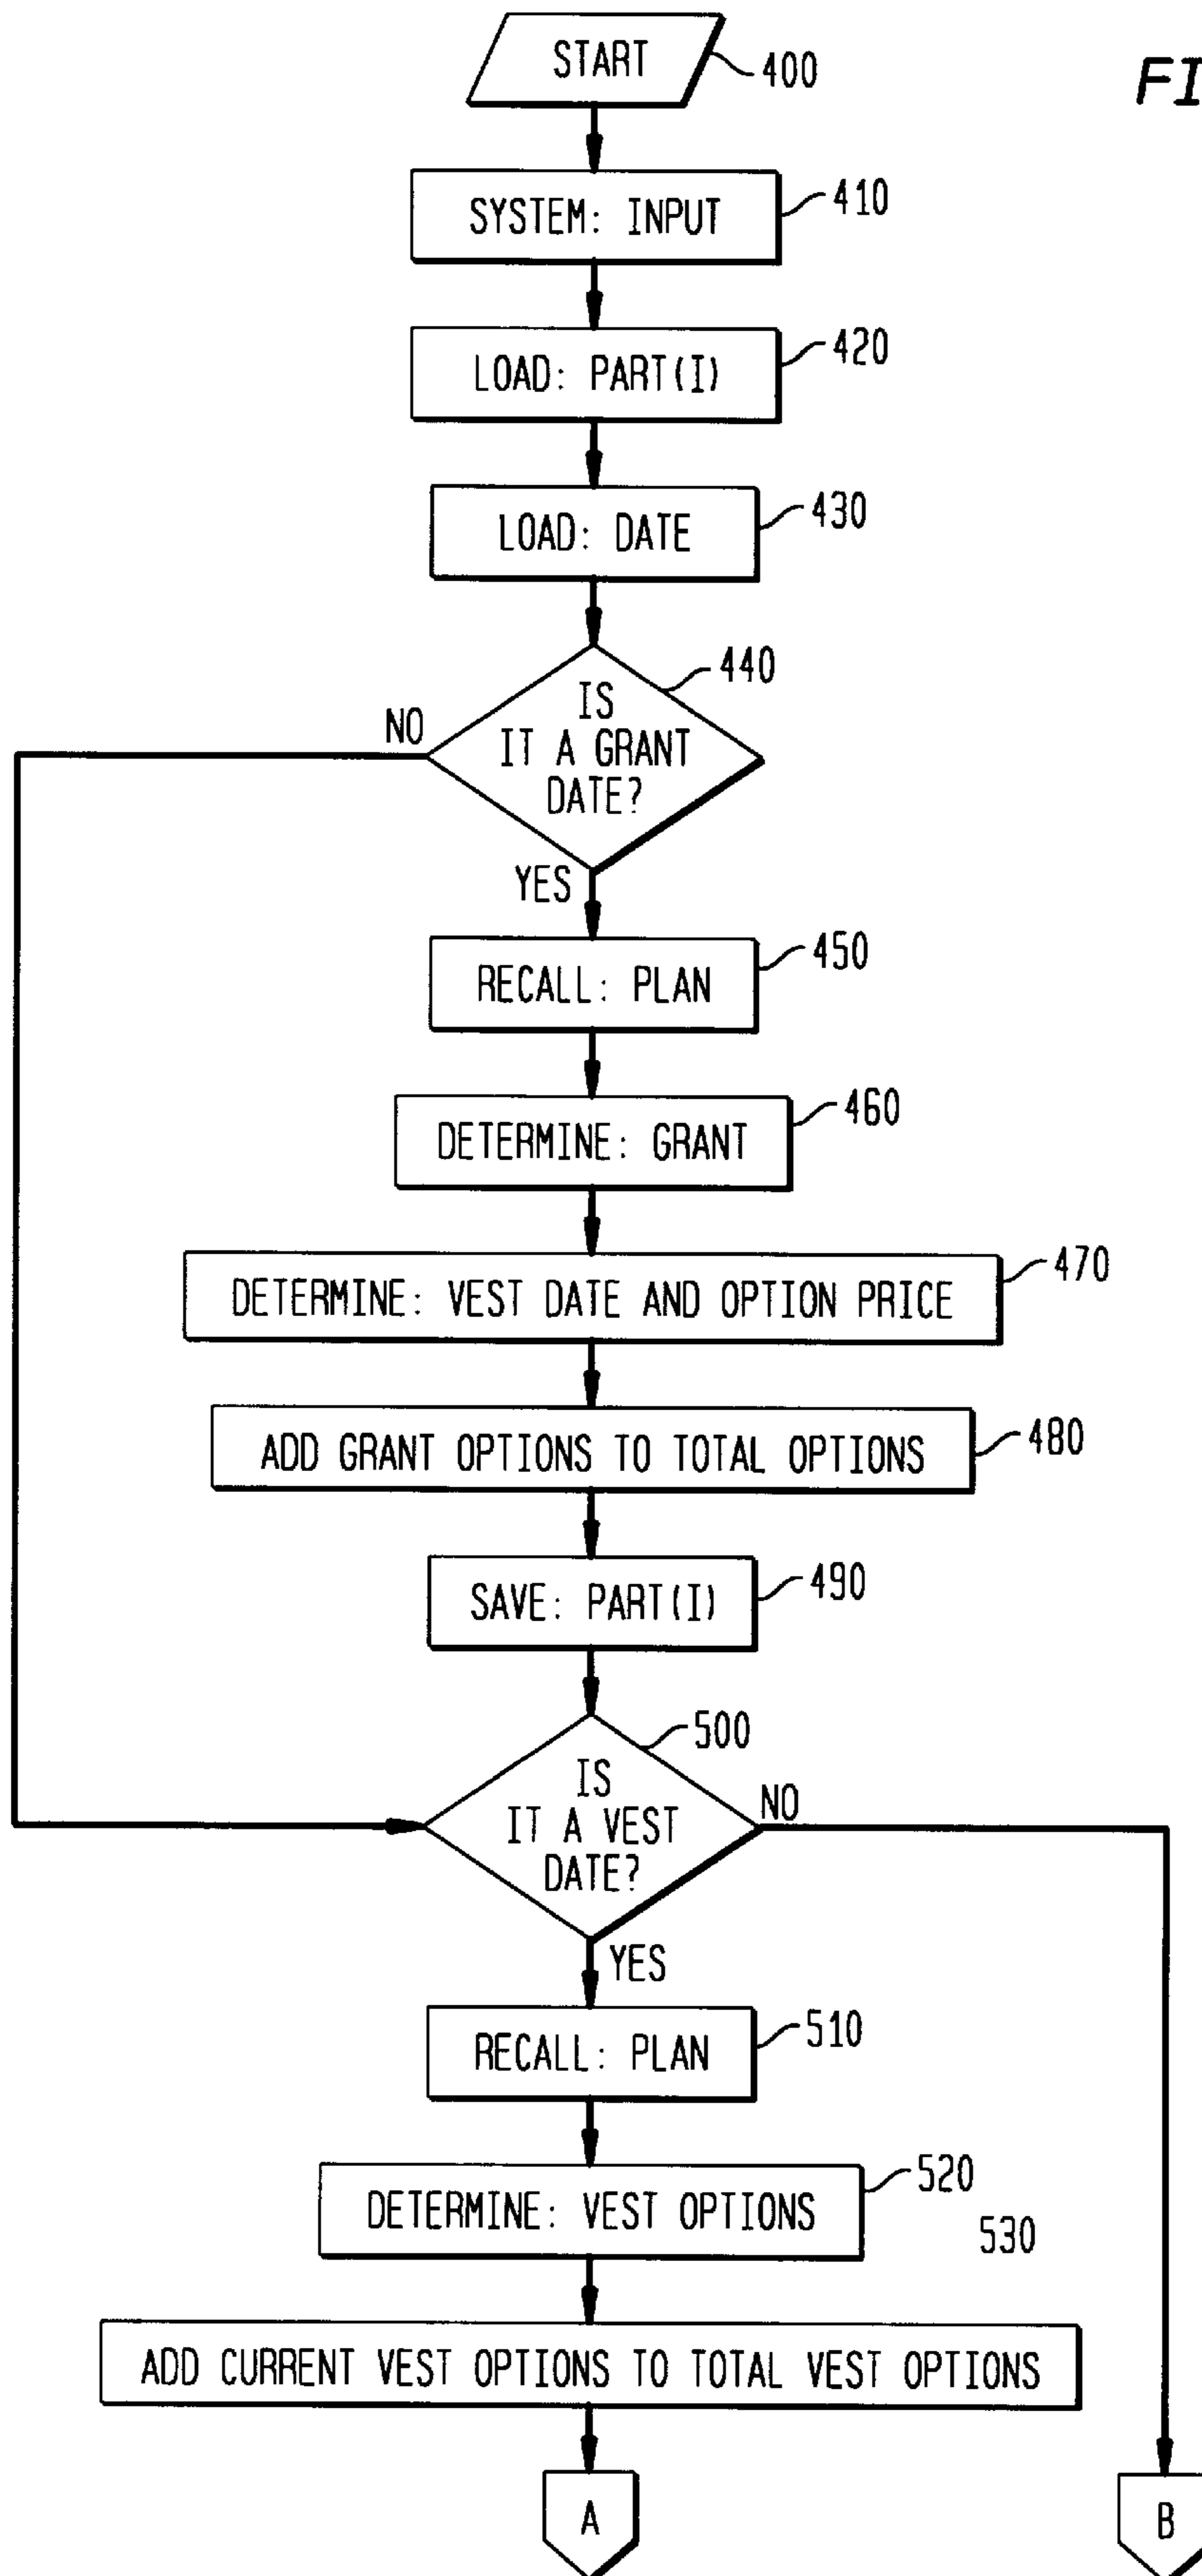 START
400
FI
SYSTEM: INPUT
410
LOAD: PART(I)
420
LOAD: DATE
430
440
IS
IT A GRANT
DATE?
NO
YES
RECALL: PLAN
450
DETERMINE: GRANT
460
DETERMINE: VEST DATE AND OPTION PRICE
470
ADD GRANT OPTIONS TO TOTAL OPTIONS
480
SAVE: PART(I)
490
500
IS
IT A VEST
DATE?
NO
YES
RECALL: PLAN
510
DETERMINE: VEST OPTIONS
520
530
ADD CURRENT VEST OPTIONS TO TOTAL VEST OPTIONS
A
B